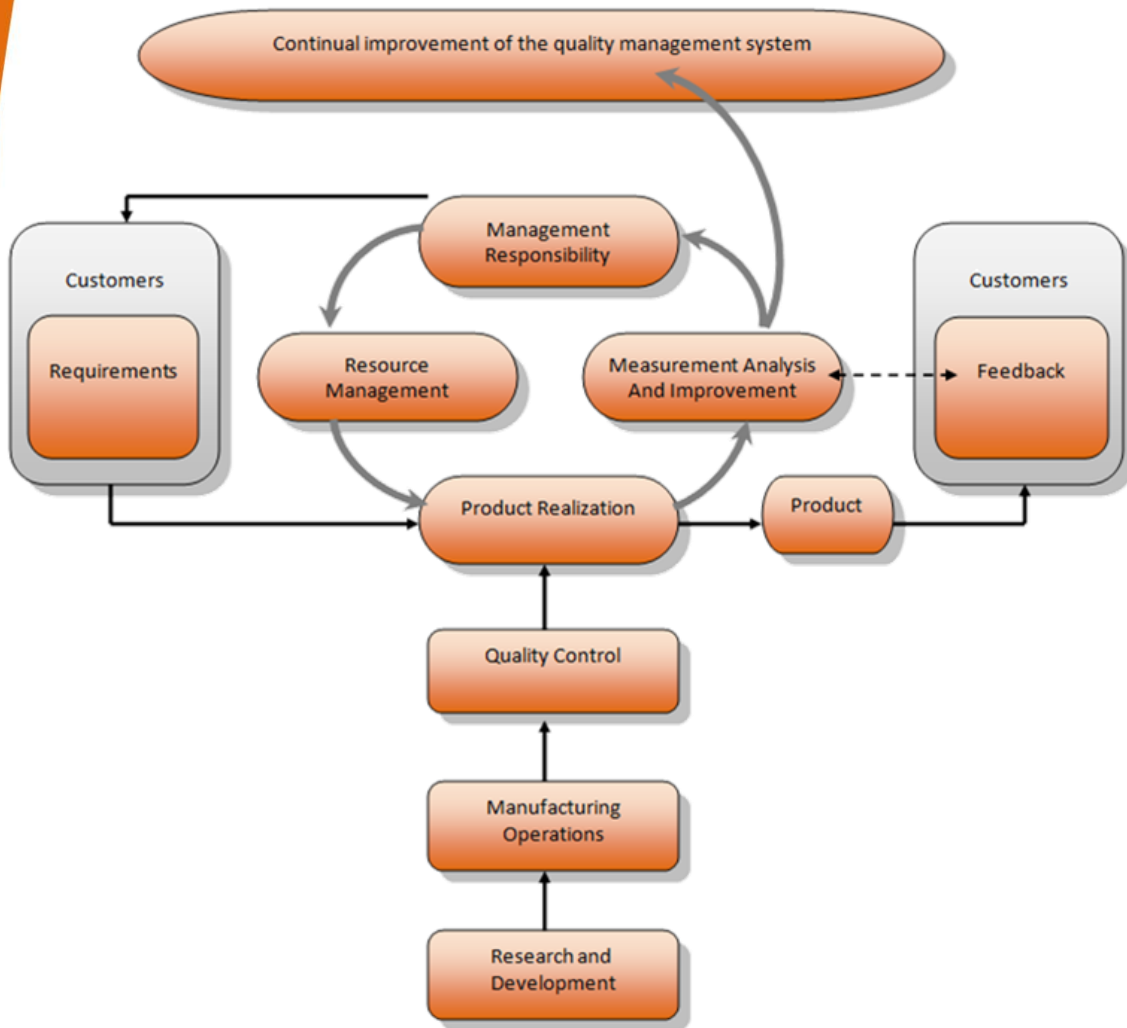 Continual improvement of the quality management system
Management
Responsibility
Customers
Requirements
Resource
Management
Measurement Analysis
And Improvement
Customers
Feedback
Product Realization
Product
Quality Control
Manufacturing
Operations
Research and
Development